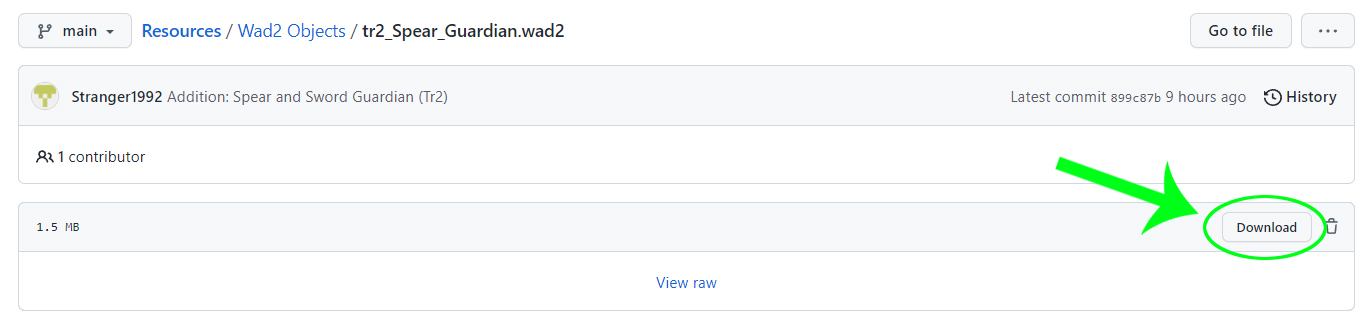 main Resources / Wad2 Objects / tr2_Spear_Guardian.wad2 Go to file ...
Stranger1992 Addition: Spear and Sword Guardian (Tr2) Latest commit 899c87b 9 hours ago History
1 contributor
1.5 MB Download
View raw